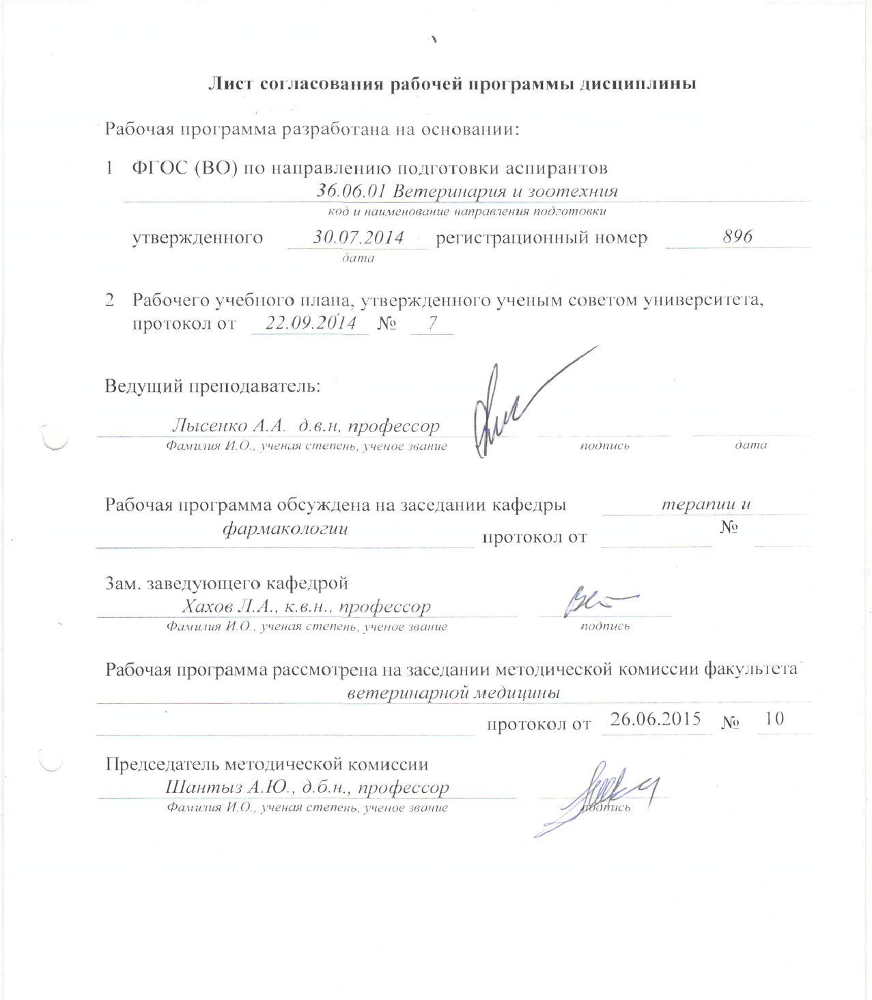 Лист согласования рабочей программы дисциплины
Рабочая программа разработана на основании:
1 ФГОС (ВО) по направлению подготовки аспирантов
36.06.01 Ветеринария и зоотехния
код и наименование направления подготовки
утвержденного 30.07.2014 регистрационный номер 896
дата
2 Рабочего учебного плана, утвержденного ученым советом университета,
протокол от 22.09.2014 № 7
Ведущий преподаватель:
Лысенко А.А. д.в.н, профессор
Фамилия И.О., ученая степень, ученое звание подпись дата
Рабочая программа обсуждена на заседании кафедры терапии и
фармакологии протокол от №
Зам. заведующего кафедрой
Хахов Л.А., к.в.н., профессор
Фамилия И.О., ученая степень, ученое звание подпись
Рабочая программа рассмотрена на заседании методической комиссии факультета
ветеринарной медицины
протокол от 26.06.2015 № 10
Председатель методической комиссии
Шантыз А.Ю., д.б.н., профессор
Фамилия И.О., ученая степень, ученое звание подпись